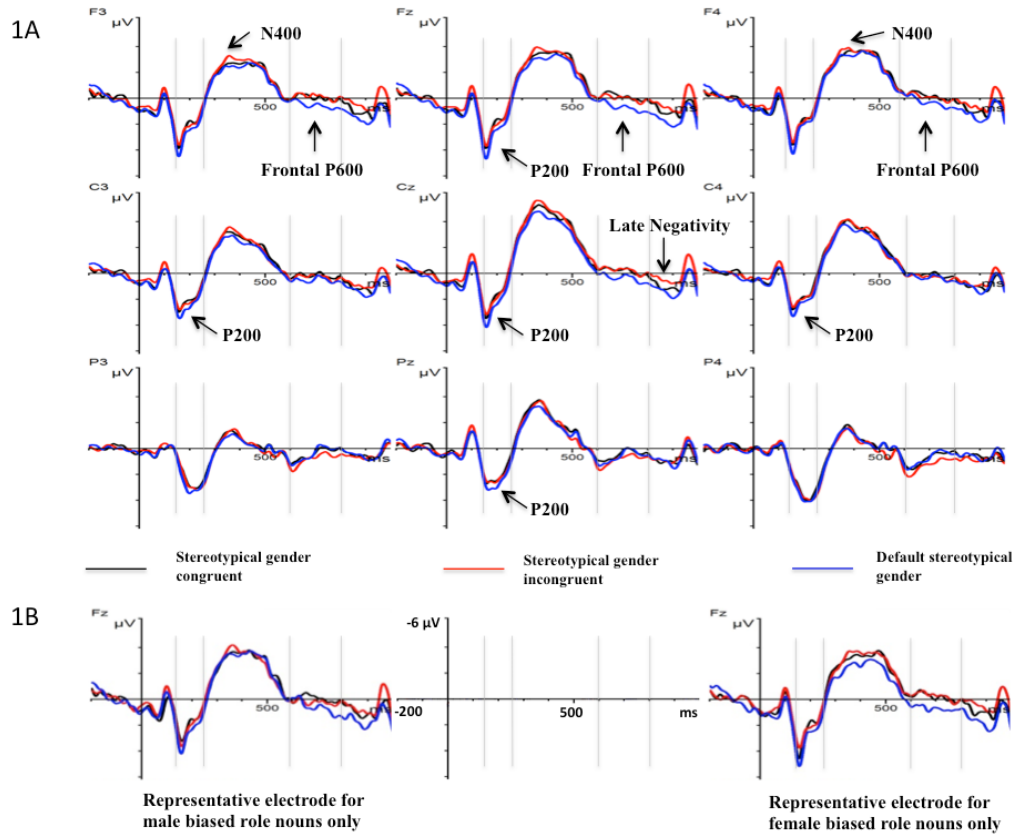 1A
F3
µV
N400
500
ms
Frontal P600
Fz
µV
500
ms
P200
Frontal P600
F4
µV
N400
500
ms
Frontal P600
C3
µV
500
ms
P200
Cz
µV
Late Negativity
500
ms
P200
C4
µV
500
ms
P200
P3
µV
500
ms
Pz
µV
500
ms
P200
P4
µV
500
ms
Stereotypical gender
congruent
Stereotypical gender
incongruent
Default stereotypical
gender
1B
Fz
µV
500
ms
Representative electrode for
male biased role nouns only
-6 µV
-200
500
ms
Fz
µV
500
ms
Representative electrode for
female biased role nouns only